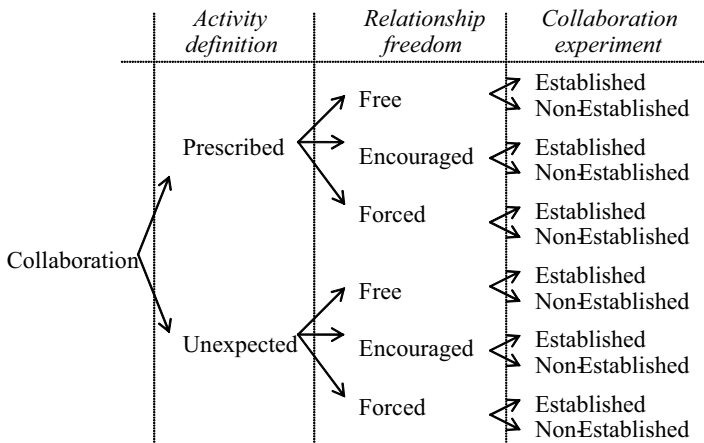 Activity definition
Relationship freedom
Collaboration experiment
Collaboration
Prescribed
Free
Established
Non-Established
Encouraged
Established
Non-Established
Forced
Established
Non-Established
Unexpected
Free
Established
Non-Established
Encouraged
Established
Non-Established
Forced
Established
Non-Established